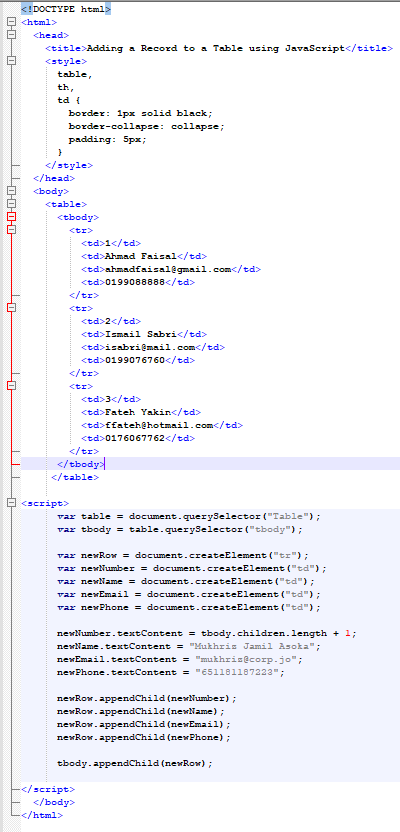 <!DOCTYPE html>
<html>
<head>
<title>Adding a Record to a Table using JavaScript</title>
<style>
table,
th,
td {
border: 1px solid black;
border-collapse: collapse;
padding: 5px;
}
</style>
</head>
<body>
<table>
<tbody>
<tr>
<td>1</td>
<td>Ahmad Faisal</td>
<td>ahmadfaisal@gmail.com</td>
<td>0199088888</td>
</tr>
<tr>
<td>2</td>
<td>Ismail Sabri</td>
<td>isabri@mail.com</td>
<td>0199076760</td>
</tr>
<tr>
<td>3</td>
<td>Fateh Yakin</td>
<td>ffateh@hotmail.com</td>
<td>0176067762</td>
</tr>
</tbody>
</table>
<script>
var table = document.querySelector("Table");
var tbody = table.querySelector("tbody");
var newRow = document.createElement("tr");
var newNumber = document.createElement("td");
var newName = document.createElement("td");
var newEmail = document.createElement("td");
var newPhone = document.createElement("td");
newNumber.textContent = tbody.children.length + 1;
newName.textContent = "Mukhriz Jamil Asoka";
newEmail.textContent = "mukhriz@corp.jo";
newPhone.textContent = "651181187223";
newRow.appendChild(newNumber);
newRow.appendChild(newName);
newRow.appendChild(newEmail);
newRow.appendChild(newPhone);
tbody.appendChild(newRow);
</script>
</body>
</html>